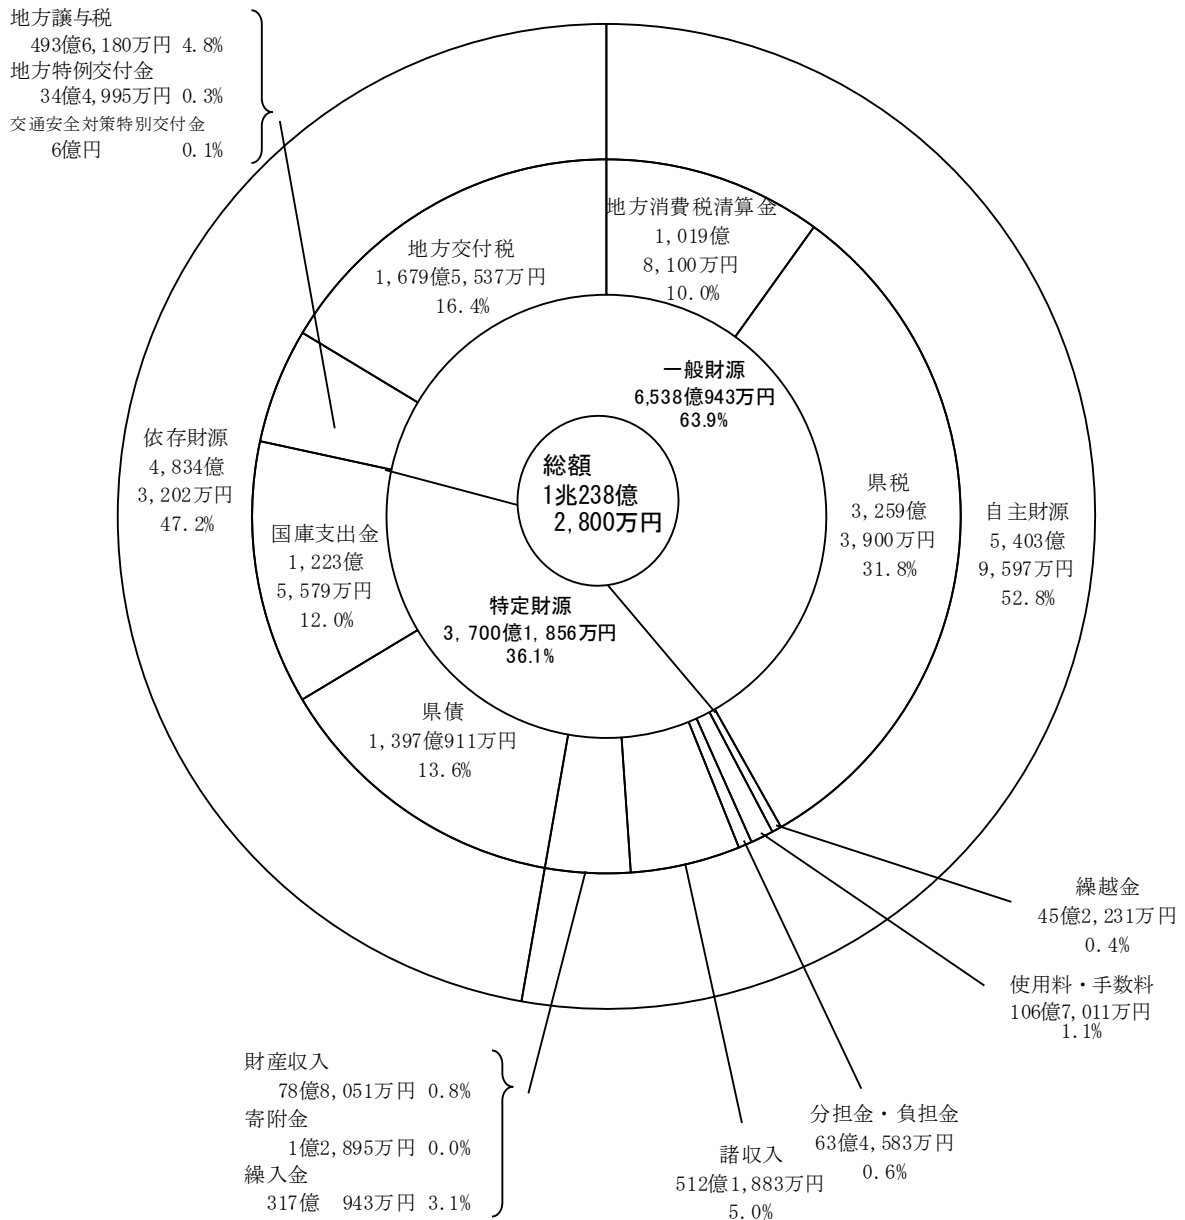 地方譲与税
493億6,180万円 4.8%
地方特例交付金
34億4,995万円 0.3%
交通安全対策特別交付金
6億円 0.1%
地方消費税清算金
1,019億
8,100万円
10.0%
地方交付税
1,679億5,537万円
16.4%
一般財源
6,538億943万円
63.9%
依存財源
4,834億
3,202万円
47.2%
総額
1兆238億
2,800万円
県税
3,259億
3,900万円
31.8%
自主財源
5,403億
9,597万円
52.8%
国庫支出金
1,223億
5,579万円
12.0%
特定財源
3,700億1,856万円
36.1%
県債
1,397億911万円
13.6%
繰越金
45億2,231万円
0.4%
使用料・手数料
106億7,011万円
1.1%
財産収入
78億8,051万円 0.8%
寄附金
1億2,895万円 0.0%
繰入金
317億 943万円 3.1%
分担金・負担金
63億4,583万円
0.6%
諸収入
512億1,883万円
5.0%